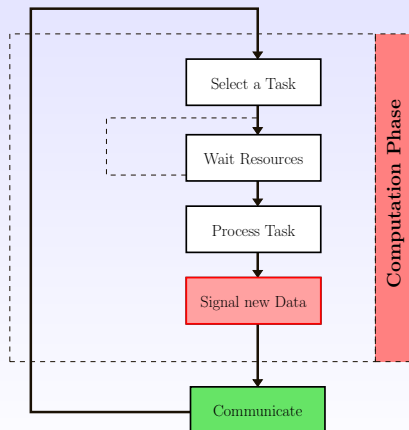 Select a Task
Wait Resources
Process Task
Signal new Data
Communicate
Computation Phase